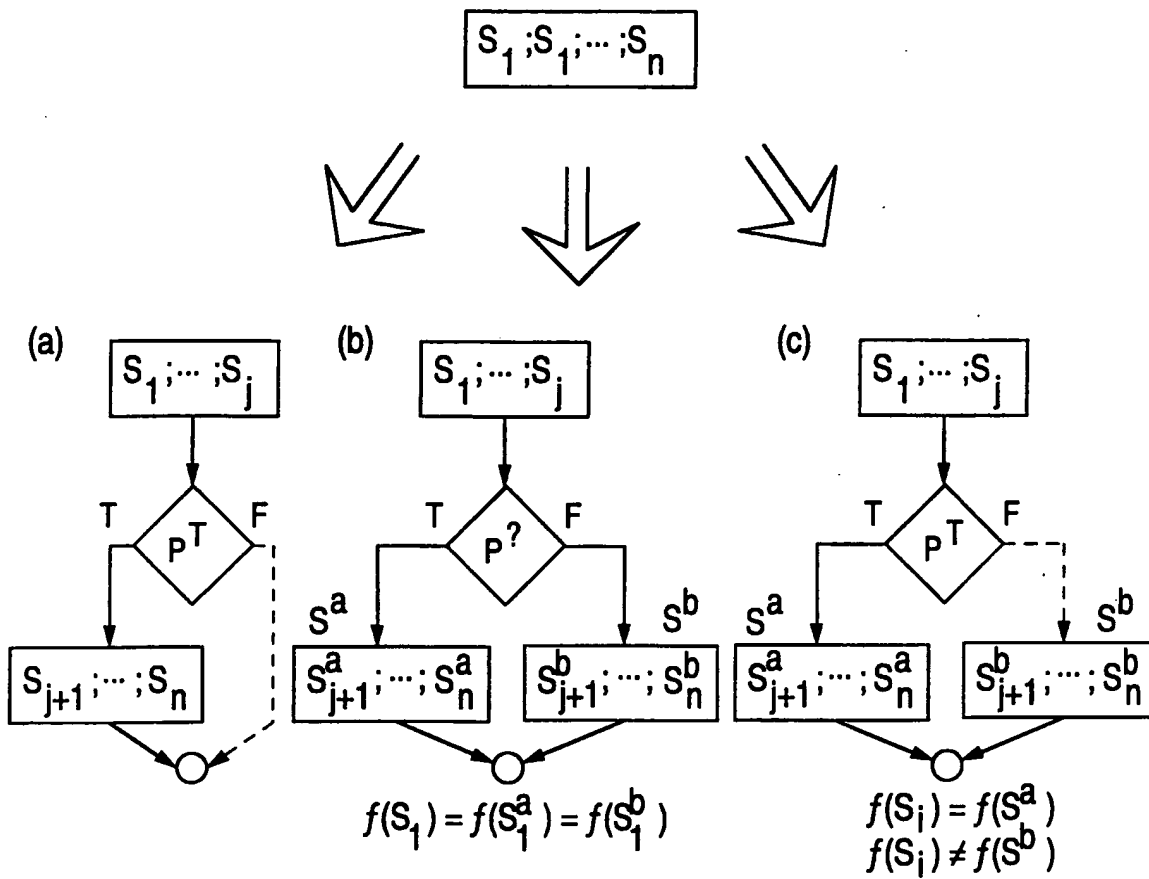 S₁ ;S₁;··· ;Sₙ
(a) (b) (c)
S₁ ;··· ;Sⱼ S₁ ;··· ;Sⱼ S₁ ;··· ;Sⱼ
T F T F T F
Pᵀ P? Pᵀ
Sᵃ Sᵇ Sᵃ Sᵇ
Sⱼ₊₁;··· ; Sₙ Sᵃⱼ₊₁;··· ;Sᵃₙ Sᵇⱼ₊₁;··· ; Sᵇₙ Sᵃⱼ₊₁;··· ;Sᵃₙ Sᵇⱼ₊₁;··· ; Sᵇₙ
f(S₁) = f(Sᵃ₁) = f(Sᵇ₁)
f(Sᵢ) = f(Sᵃ)
f(Sᵢ) ≠ f(Sᵇ)